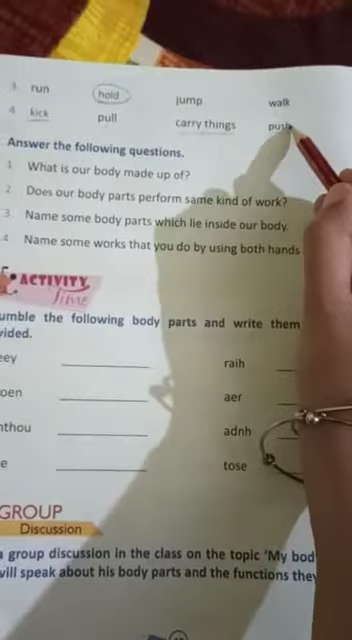 3. run hold jump walk
4. kick pull carry things push
Answer the following questions.
1 What is our body made up of?
2 Does our body parts perform same kind of work?
3. Name some body parts which lie inside our body.
4 Name some works that you do by using both hands
ACTIVITY
Time
umble the following body parts and write them
vided.
eey raih
oen aer
thou adnh
e tose
GROUP
Discussion
a group discussion in the class on the topic 'My bod
will speak about his body parts and the functions they